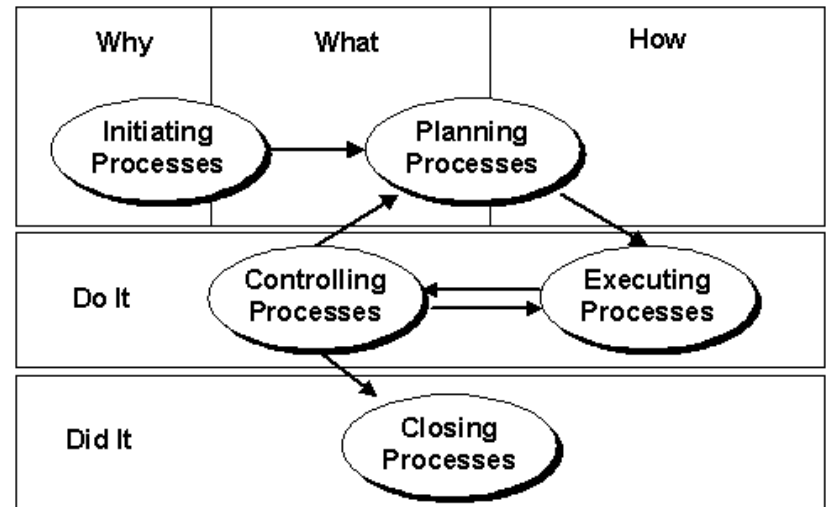 Why
What
How
Initiating
Processes
Planning
Processes
Do It
Controlling
Processes
Executing
Processes
Did It
Closing
Processes